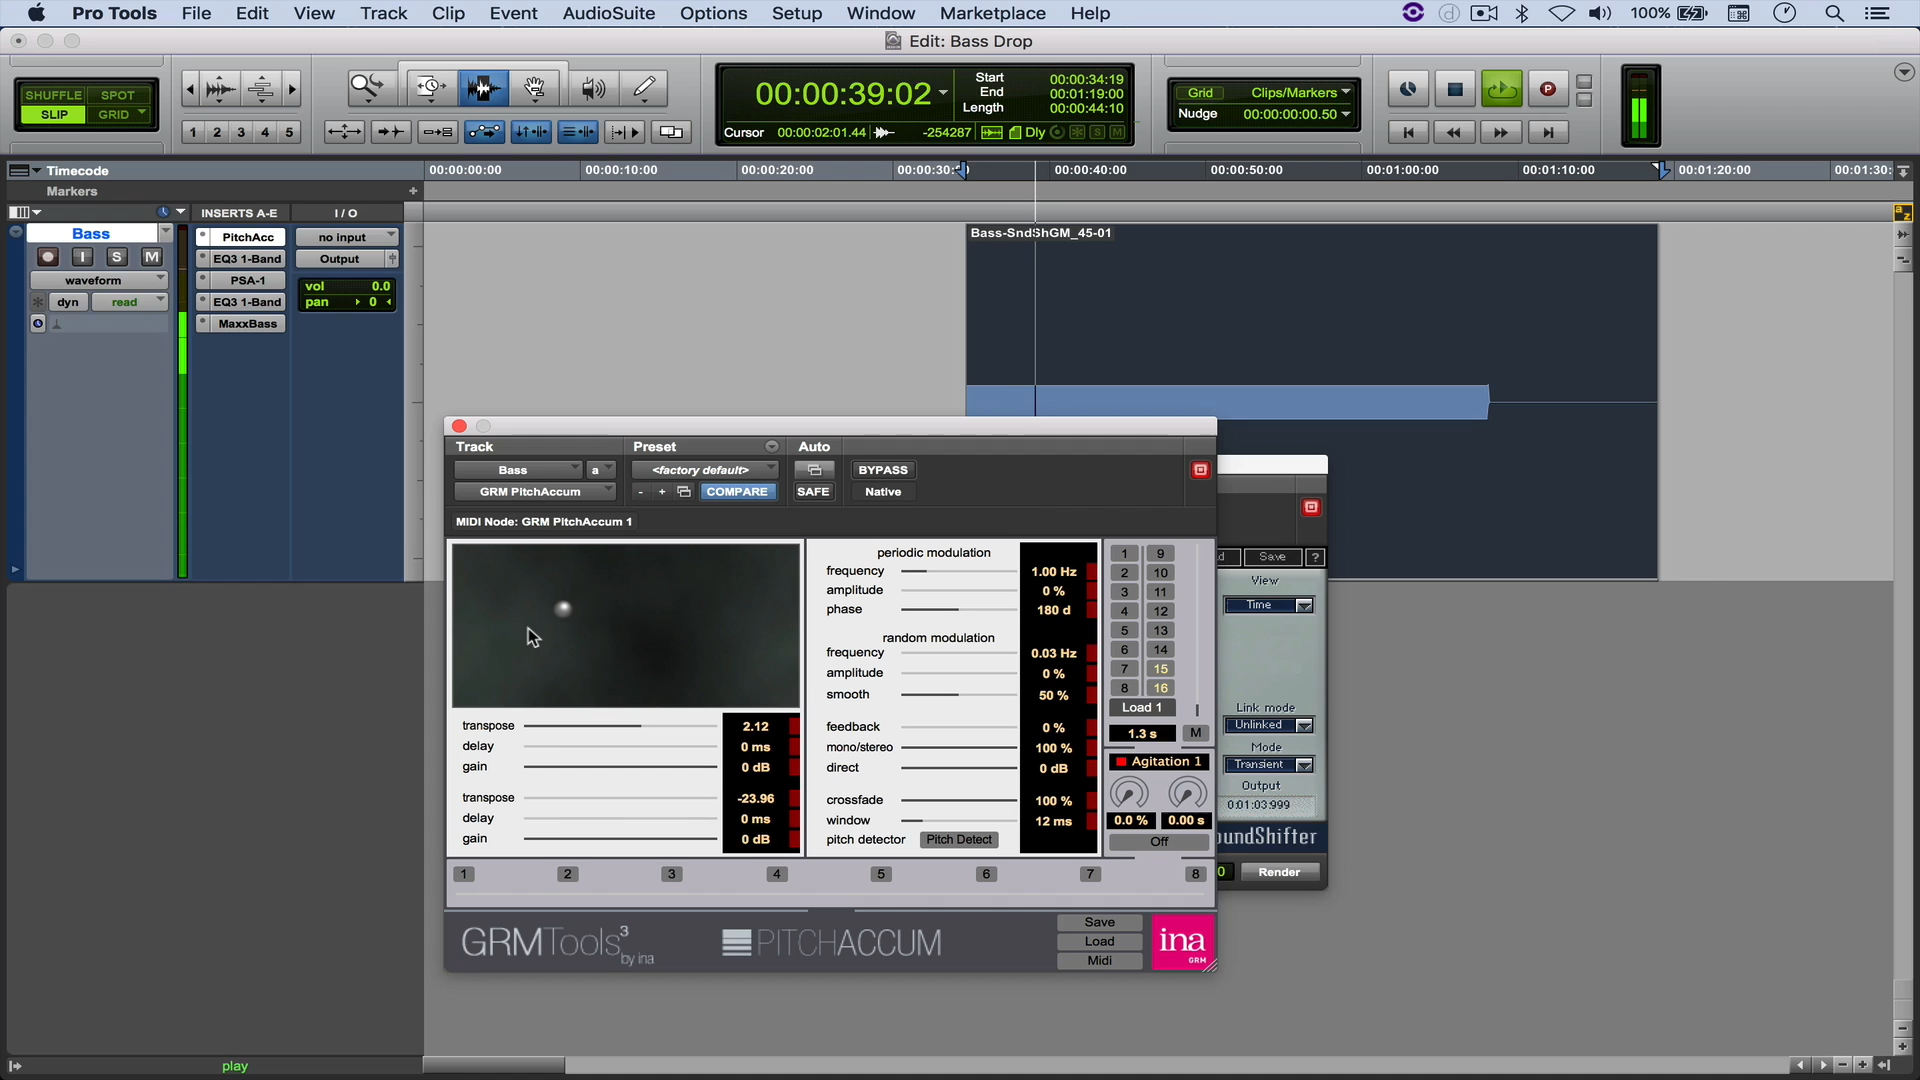 Pro Tools File Edit View Track Clip Event AudioSuite Options Setup Window Marketplace Help 100%
Edit: Bass Drop
SHUFFLE SPOT
SLIP GRID
1 2 3 4 5
00:00:39:02
Start 00:00:34:19
End 00:01:19:00
Length 00:00:44:10
Cursor 00:00:02:01.44 -254287 Dly S M
Grid Clips/Markers
Nudge 00:00:00:00.50
P
Timecode 00:00:00:00 00:00:10:00 00:00:20:00 00:00:30: 00:00:40:00 00:00:50:00 00:01:00:00 00:01:10:00 00:01:20:00 00:01:30:
Markers
INSERTS A-E I / O
Bass PitchAcc no input
I S M EQ3 1-Band Output
waveform PSA-1 vol 0.0
dyn read EQ3 1-Band pan 0
MaxxBass
Bass-SndShGM_45-01
Track Preset Auto
Bass a <factory default> BYPASS
GRM PitchAccum - + COMPARE SAFE Native
MIDI Node: GRM PitchAccum 1
periodic modulation
frequency 1.00 Hz
amplitude 0 %
phase 180 d
random modulation
frequency 0.03 Hz
amplitude 0 %
smooth 50 %
feedback 0 %
mono/stereo 100 %
direct 0 dB
crossfade 100 %
window 12 ms
pitch detector Pitch Detect
transpose 2.12
delay 0 ms
gain 0 dB
transpose -23.96
delay 0 ms
gain 0 dB
1 9
2 10
3 11
4 12
5 13
6 14
7 15
8 16
Load 1
1.3 s M
Agitation 1
0.0 % 0.00 s
Off
1 2 3 4 5 6 7 8
GRMTools3 by ina PITCHACCUM
Save
Load
Midi
ina
GRM
d Save ?
View
Time
Link mode
Unlinked
Mode
Transient
Output
0:01:03:999
undShifter
0 Render
play